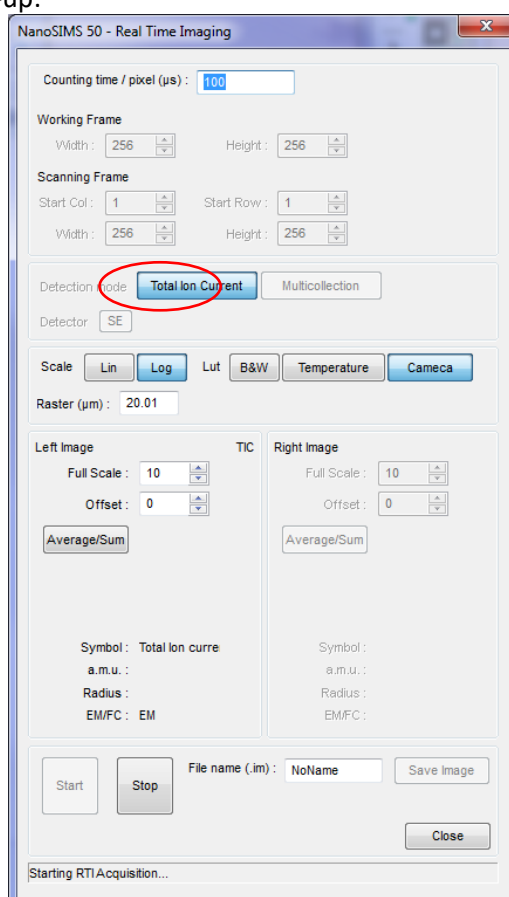 up.
NanoSIMS 50 - Real Time Imaging
Counting time / pixel (µs) : 100
Working Frame
Width : 256 Height : 256
Scanning Frame
Start Col : 1 Start Row : 1
Width : 256 Height : 256
Detection mode Total Ion Current Multicollection
Detector SE
Scale Lin Log Lut B&W Temperature Cameca
Raster (µm) : 20.01
Left Image TIC Right Image
Full Scale : 10 Full Scale : 10
Offset : 0 Offset : 0
Average/Sum Average/Sum
Symbol : Total Ion curre Symbol :
a.m.u. : a.m.u. :
Radius : Radius :
EM/FC : EM EM/FC :
Start Stop File name (.im) : NoName Save Image
Close
Starting RTI Acquisition...